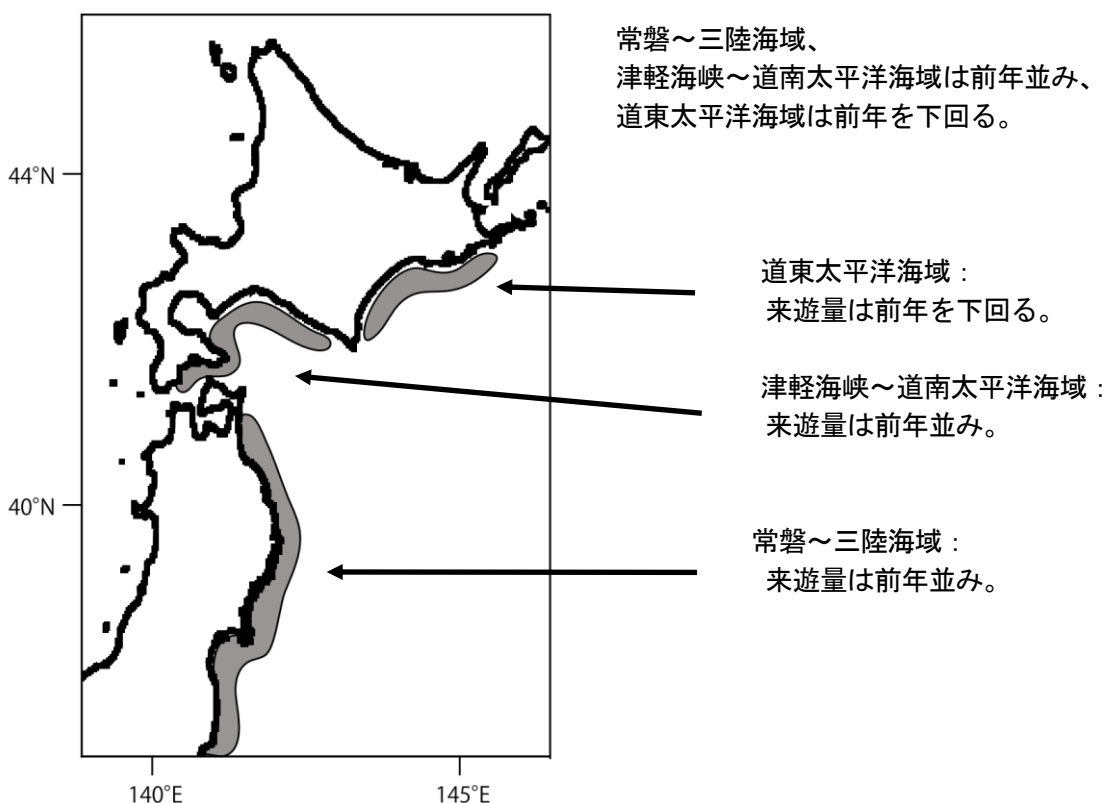 常磐～三陸海域、
津軽海峡～道南太平洋海域は前年並み、
道東太平洋海域は前年を下回る。
44°N
道東太平洋海域：
来遊量は前年を下回る。
津軽海峡～道南太平洋海域：
来遊量は前年並み。
40°N
常磐～三陸海域：
来遊量は前年並み。
140°E
145°E